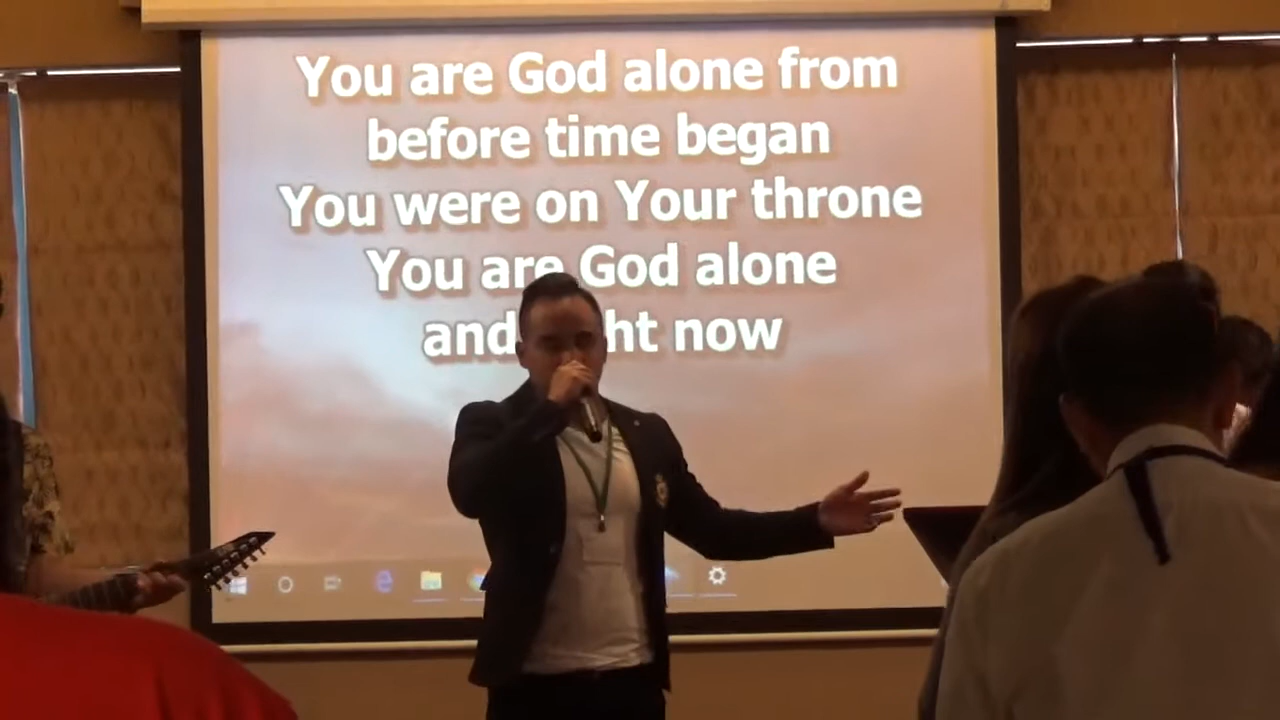 You are God alone from
before time began
You were on Your throne
You are God alone
and ht now